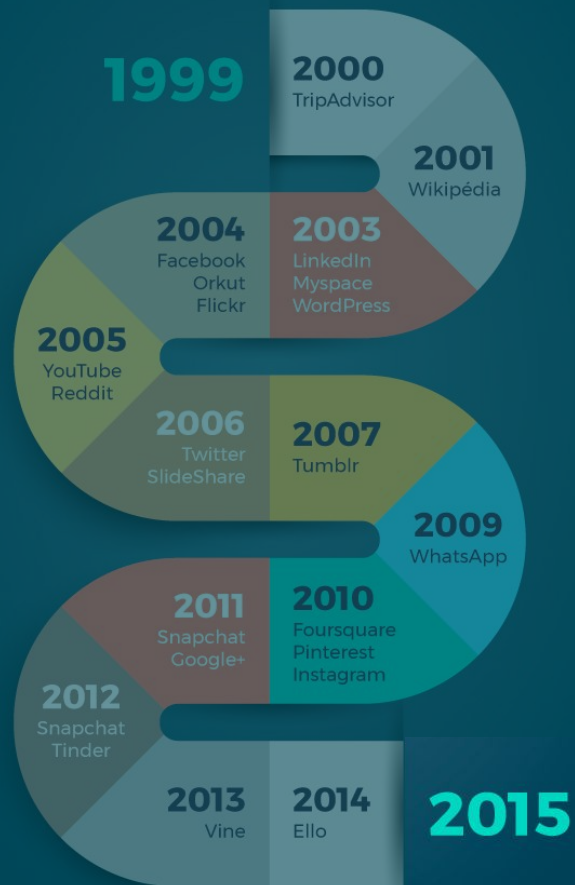 1999
2000
TripAdvisor
2001
Wikipédia
2003
LinkedIn
Myspace
WordPress
2004
Facebook
Orkut
Flickr
2005
YouTube
Reddit
2006
Twitter
SlideShare
2007
Tumblr
2009
WhatsApp
2010
Foursquare
Pinterest
Instagram
2011
Snapchat
Google+
2012
Snapchat
Tinder
2013
Vine
2014
Ello
2015